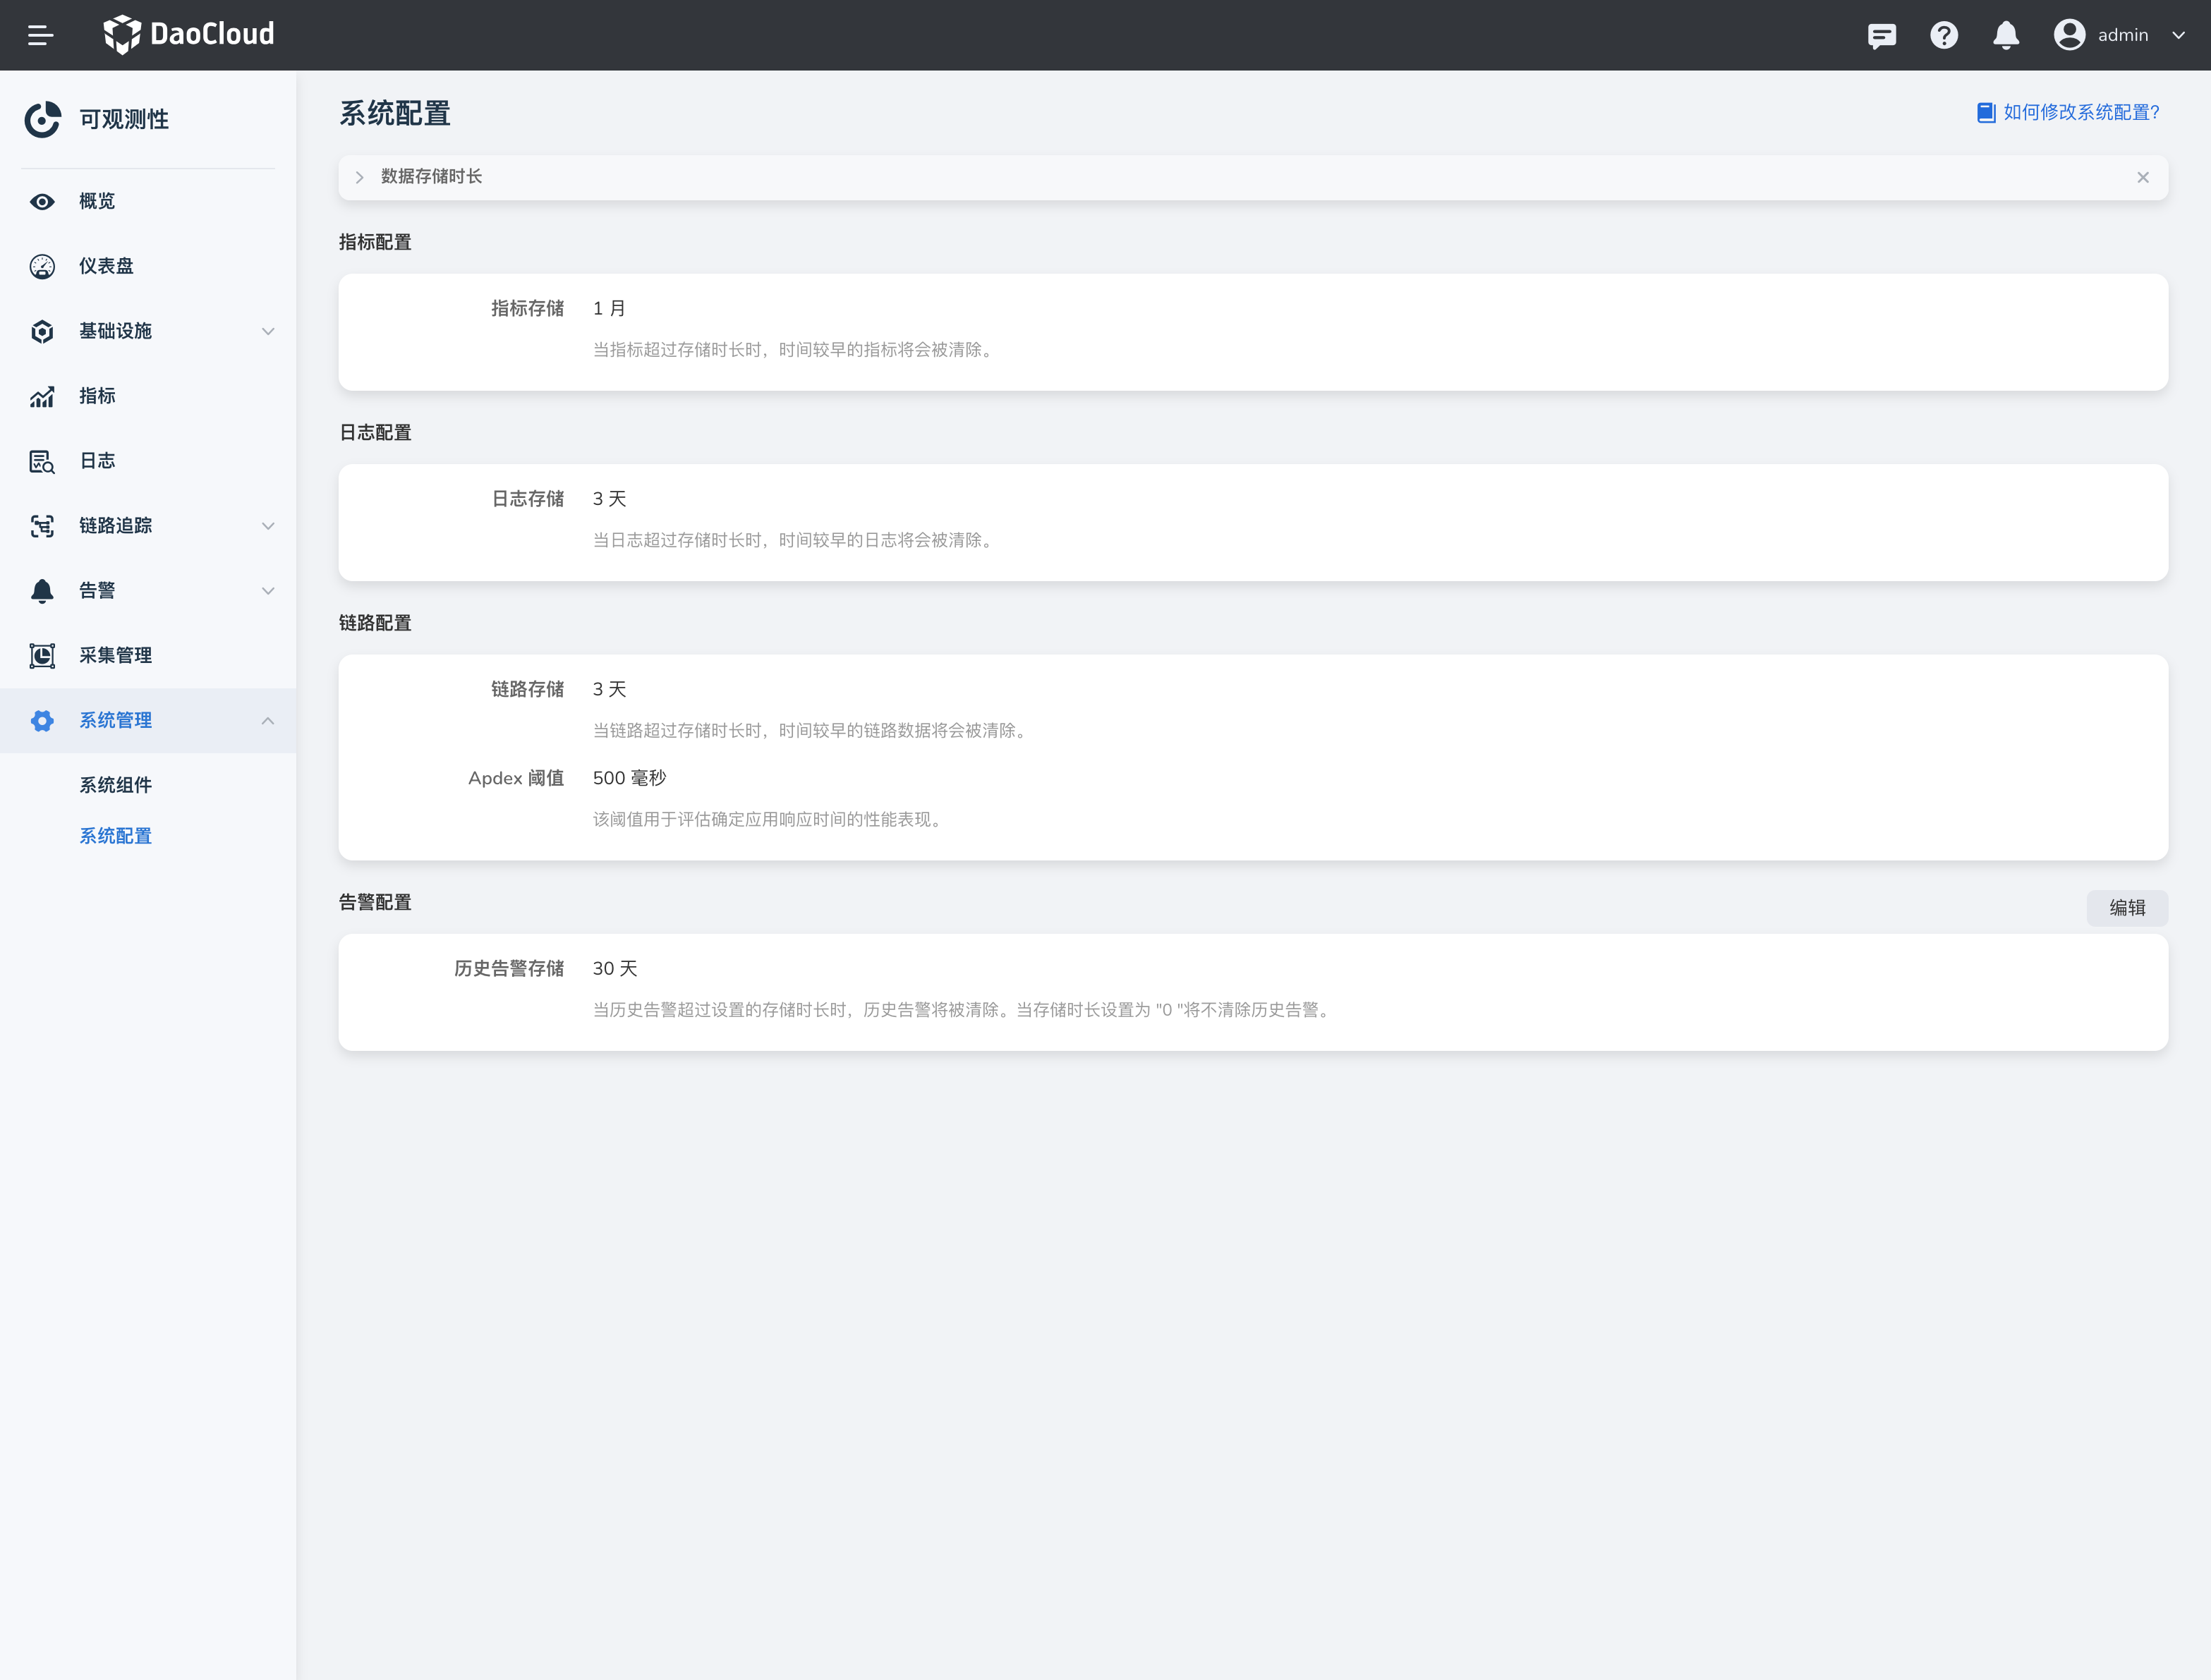 DaoCloud
admin
可观测性
概览
仪表盘
基础设施
指标
日志
链路追踪
告警
采集管理
系统管理
系统组件
系统配置
系统配置
如何修改系统配置?
数据存储时长
指标配置
指标存储 1 月
当指标超过存储时长时，时间较早的指标将会被清除。
日志配置
日志存储 3 天
当日志超过存储时长时，时间较早的日志将会被清除。
链路配置
链路存储 3 天
当链路超过存储时长时，时间较早的链路数据将会被清除。
Apdex 阈值 500 毫秒
该阈值用于评估确定应用响应时间的性能表现。
告警配置
编辑
历史告警存储 30 天
当历史告警超过设置的存储时长时，历史告警将被清除。当存储时长设置为 "0 "将不清除历史告警。